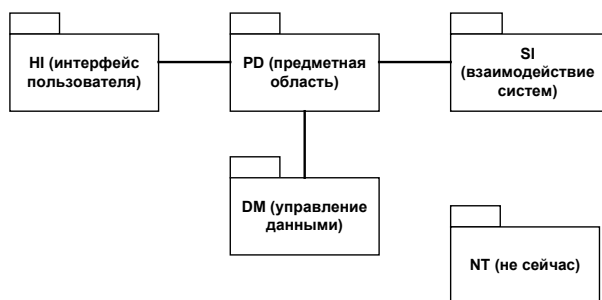 HI (интерфейс
пользователя)
PD (предметная
область)
SI
(взаимодействие
систем)
DM (управление
данными)
NT (не сейчас)